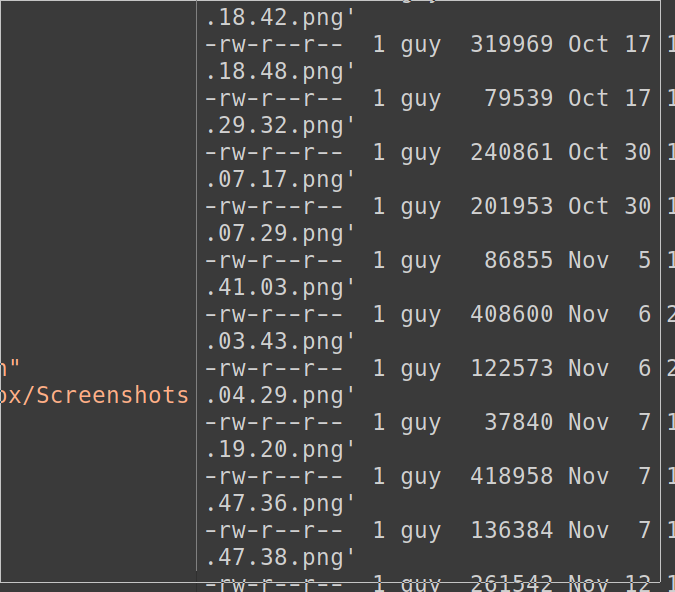 .18.42.png'
-rw-r--r--  1 guy  319969 Oct 17 1
.18.48.png'
-rw-r--r--  1 guy   79539 Oct 17 1
.29.32.png'
-rw-r--r--  1 guy  240861 Oct 30 1
.07.17.png'
-rw-r--r--  1 guy  201953 Oct 30 1
.07.29.png'
-rw-r--r--  1 guy   86855 Nov  5 1
.41.03.png'
-rw-r--r--  1 guy  408600 Nov  6 2
.03.43.png'
n"
-rw-r--r--  1 guy  122573 Nov  6 2
ox/Screenshots
.04.29.png'
-rw-r--r--  1 guy   37840 Nov  7 1
.19.20.png'
-rw-r--r--  1 guy  418958 Nov  7 1
.47.36.png'
-rw-r--r--  1 guy  136384 Nov  7 1
.47.38.png'
-rw-r--r--  1 guy  261542 Nov 12 1